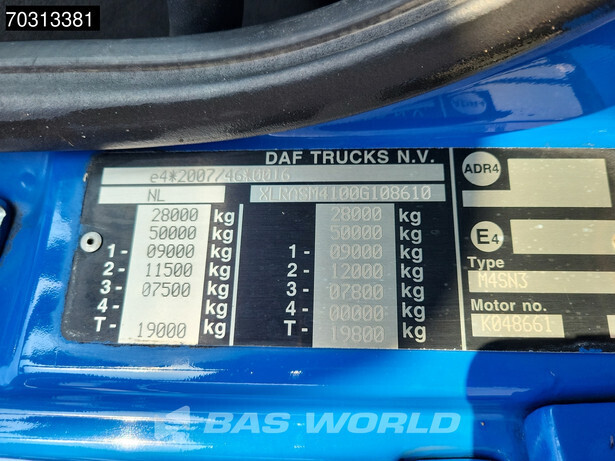 70313381
DAF TRUCKS N.V.
e4*2007/46*0016
NL XLRASM4100G108610
28000 kg 28000 kg
50000 kg 50000 kg
1- 09000 kg 1- 09000 kg
2- 11500 kg 2- 12000 kg
3- 07500 kg 3- 07800 kg
4- kg 4- 00000 kg
T- 19000 kg T- 19800 kg
ADR4
E4
Type
M4SN3
Motor no.
K048661
BAS WORLD